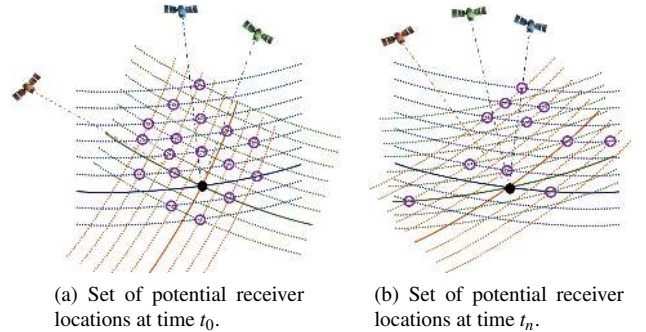 (a) Set of potential receiver
locations at time t0.
(b) Set of potential receiver
locations at time tn.